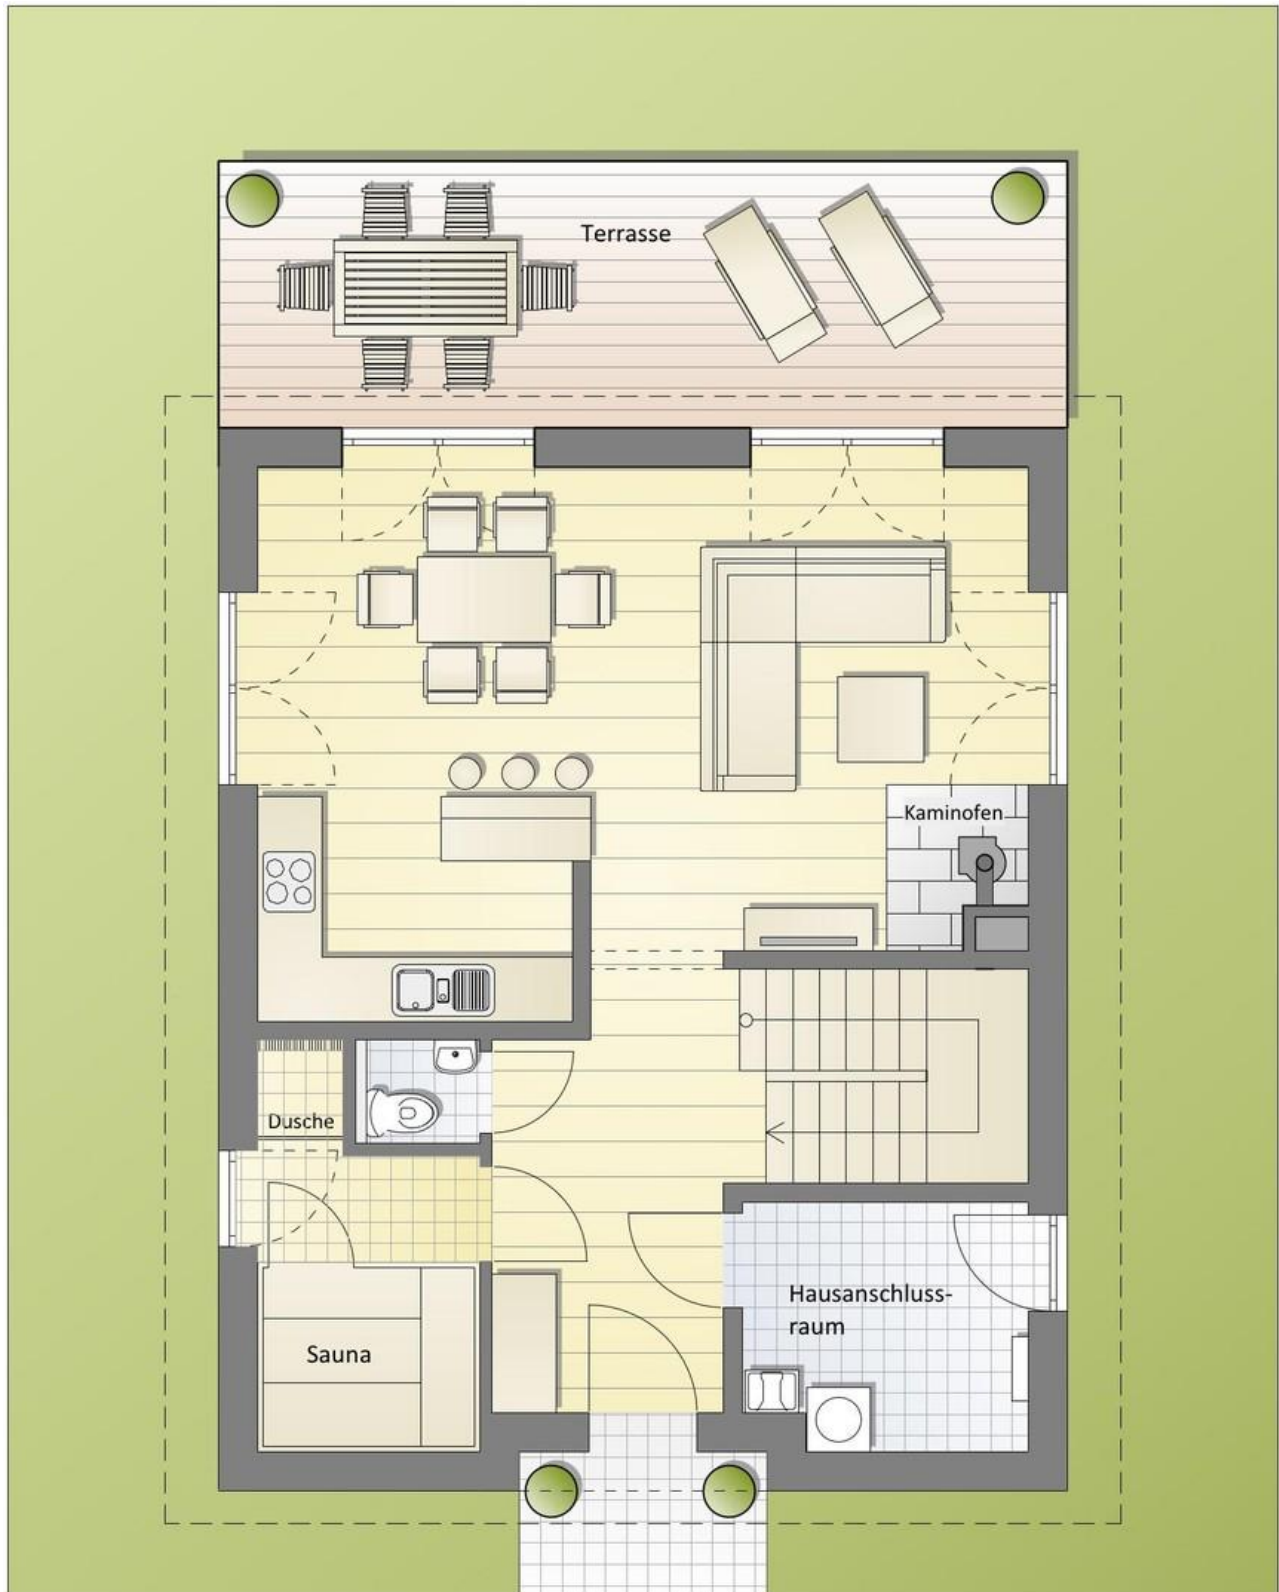 Terrasse
Kaminofen
Dusche
Hausanschluss-
raum
Sauna